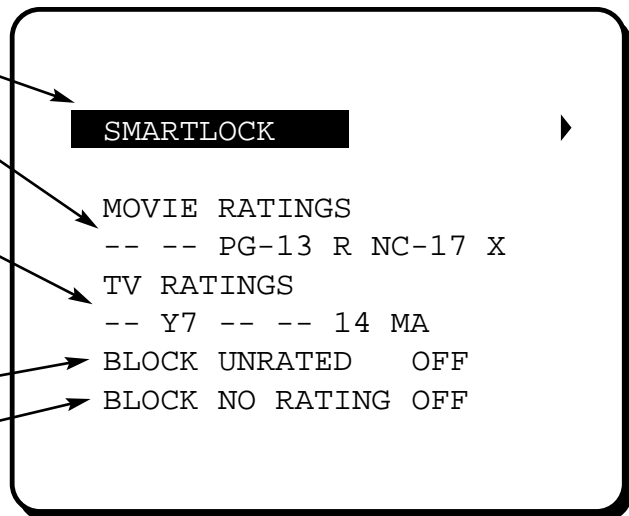 SMARTLOCK
MOVIE RATINGS
-- -- PG-13 R NC-17 X
TV RATINGS
-- Y7 -- -- 14 MA
BLOCK UNRATED OFF
BLOCK NO RATING OFF